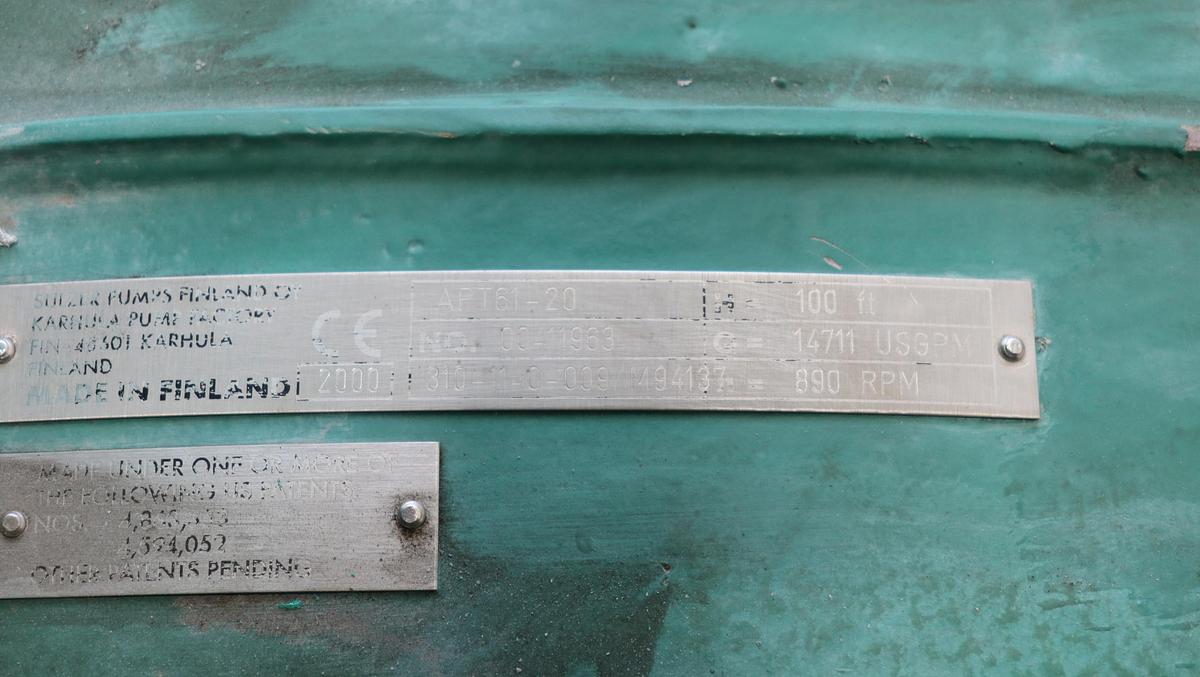 SULZER PUMPS FINLAND OY
KARHULA PUMP FACTORY
FIN-48601 KARHULA
FINLAND
MADE IN FINLAND
CE
2000
APT61-20
NO. 00-1963
310-11-0-009 M94137
H = 100 ft
Q = 14711 USGPM
n = 890 RPM
MADE UNDER ONE OR MORE OF
THE FOLLOWING US PATENTS
NOS.
OTHER PATENTS PENDING